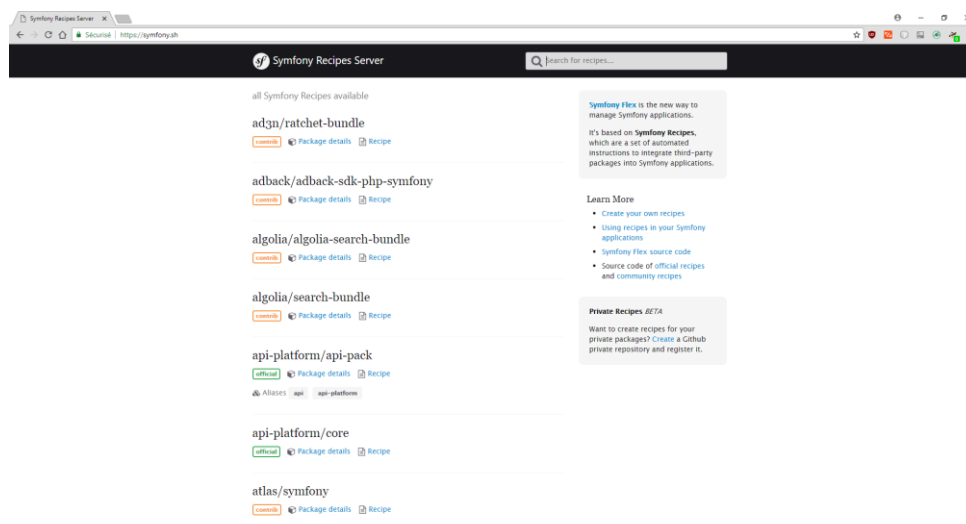 Symfony Recipes Server
Sécurisé | https://symfony.sh
Symfony Recipes Server
Search for recipes...
all Symfony Recipes available
ad3n/ratchet-bundle
contrib Package details Recipe
adback/adback-sdk-php-symfony
contrib Package details Recipe
algolia/algolia-search-bundle
contrib Package details Recipe
algolia/search-bundle
contrib Package details Recipe
api-platform/api-pack
official Package details Recipe
Aliases api api-platform
api-platform/core
official Package details Recipe
atlas/symfony
contrib Package details Recipe
Symfony Flex is the new way to
manage Symfony applications.
It's based on Symfony Recipes,
which are a set of automated
instructions to integrate third-party
packages into Symfony applications.
Learn More
Create your own recipes
Using recipes in your Symfony
applications
Symfony Flex source code
Source code of official recipes
and community recipes
Private Recipes BETA
Want to create recipes for your
private packages? Create a Github
private repository and register it.